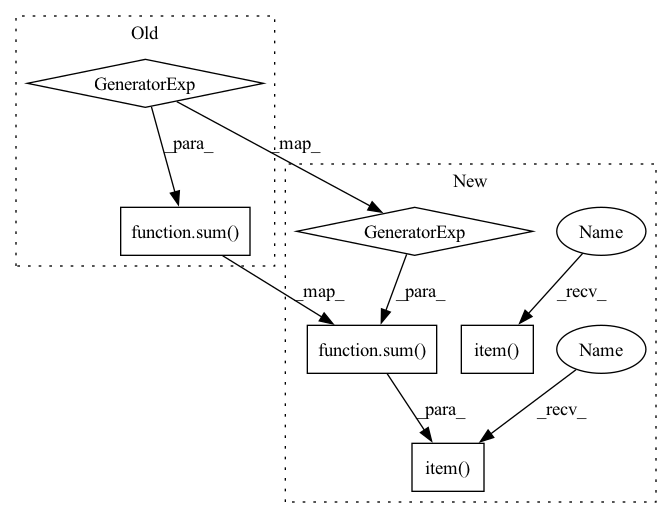 Old
GeneratorExp
_para_
_map_
New
function.sum()
GeneratorExp
Name
_map_
_para_
_recv_
function.sum()
item()
Name
_para_
_recv_
item()